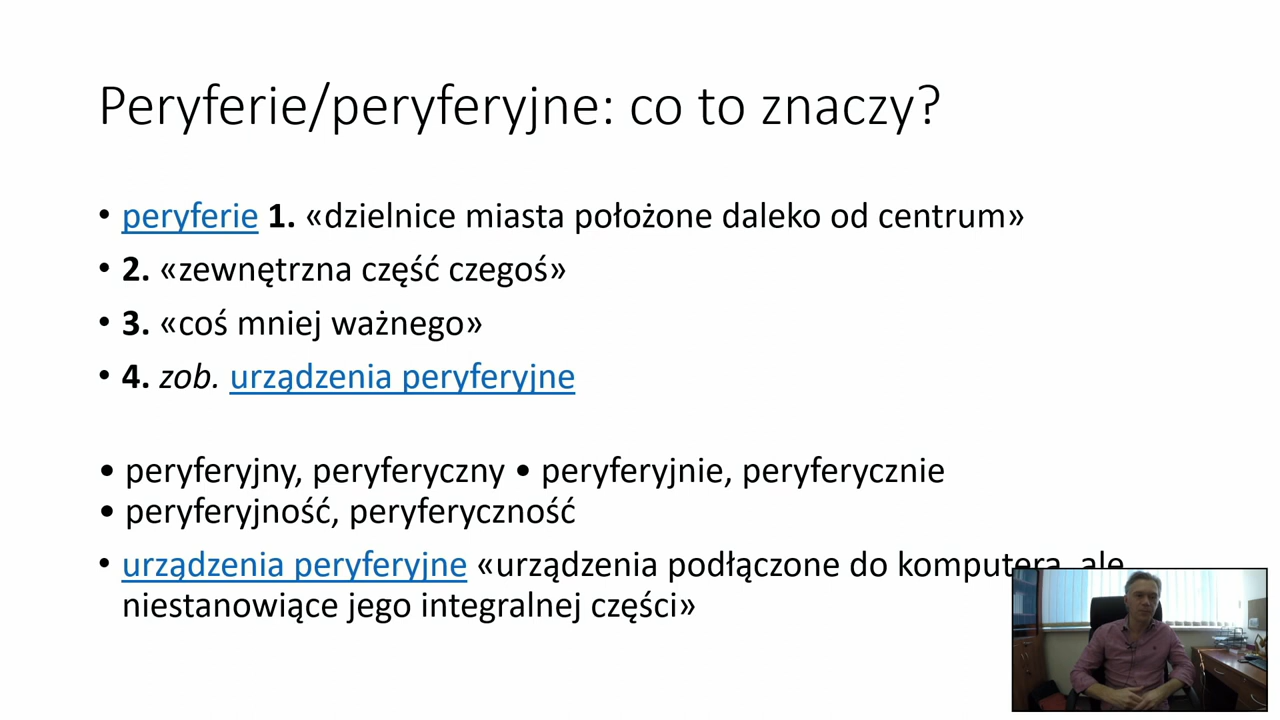 Peryferie/peryferyjne: co to znaczy?
• peryferie 1. «dzielnice miasta położone daleko od centrum»
• 2. «zewnętrzna część czegoś»
• 3. «coś mniej ważnego»
• 4. zob. urządzenia peryferyjne
• peryferyjny, peryferyczny • peryferyjnie, peryferycznie
• peryferyjność, peryferyczność
• urządzenia peryferyjne «urządzenia podłączone do komputera, ale
niestanowiące jego integralnej części»